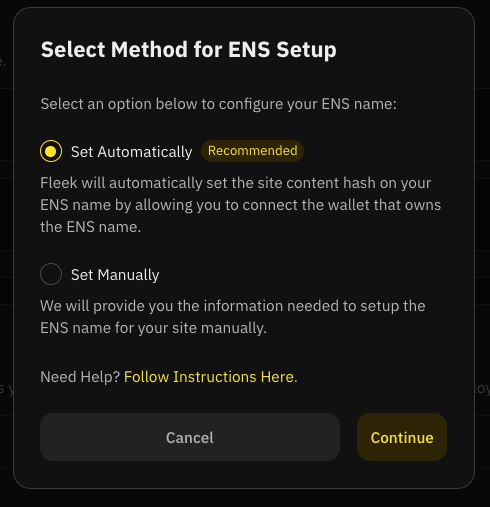 Select Method for ENS Setup
Select an option below to configure your ENS name:
Set Automatically Recommended
Fleek will automatically set the site content hash on your
ENS name by allowing you to connect the wallet that owns
the ENS name.
Set Manually
We will provide you the information needed to setup the
ENS name for your site manually.
Need Help? Follow Instructions Here.
Cancel Continue